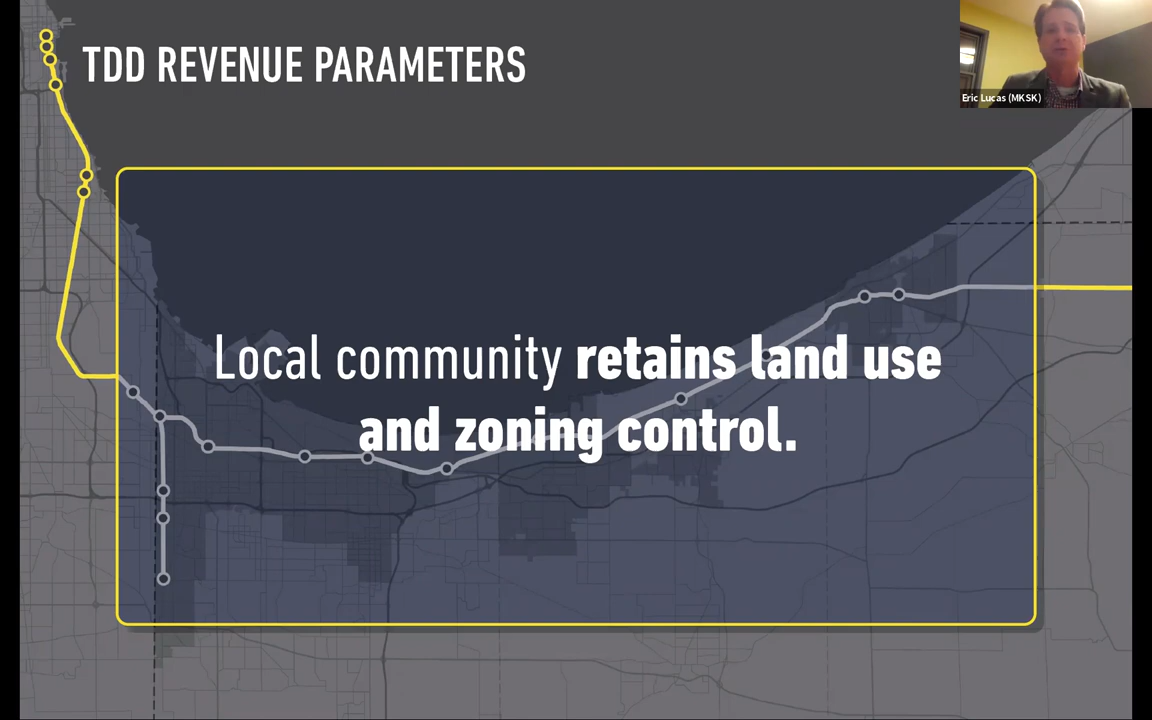 TDD REVENUE PARAMETERS
Eric Lucas (MKSK)
Local community retains land use
and zoning control.